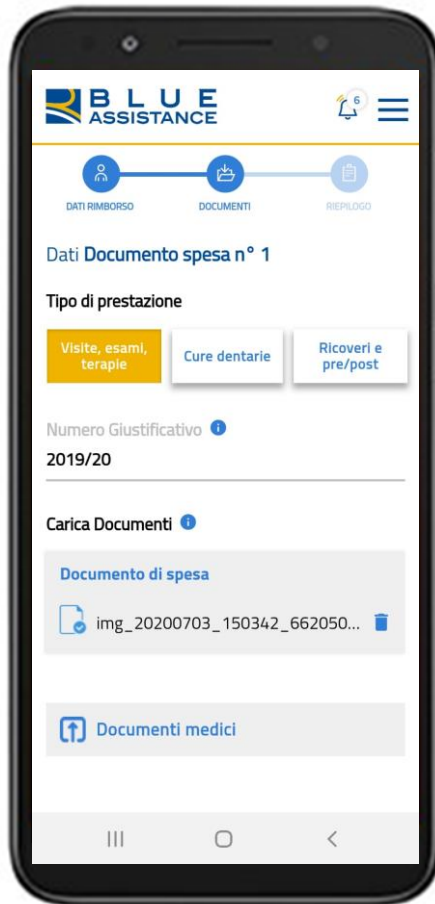 BLUE
ASSISTANCE
6
DATI RIMBORSO
DOCUMENTI
RIEPILOGO
Dati Documento spesa n° 1
Tipo di prestazione
Visite, esami,
terapie
Cure dentarie
Ricoveri e
pre/post
Numero Giustificativo i
2019/20
Carica Documenti i
Documento di spesa
img_20200703_150342_662050...
Documenti medici